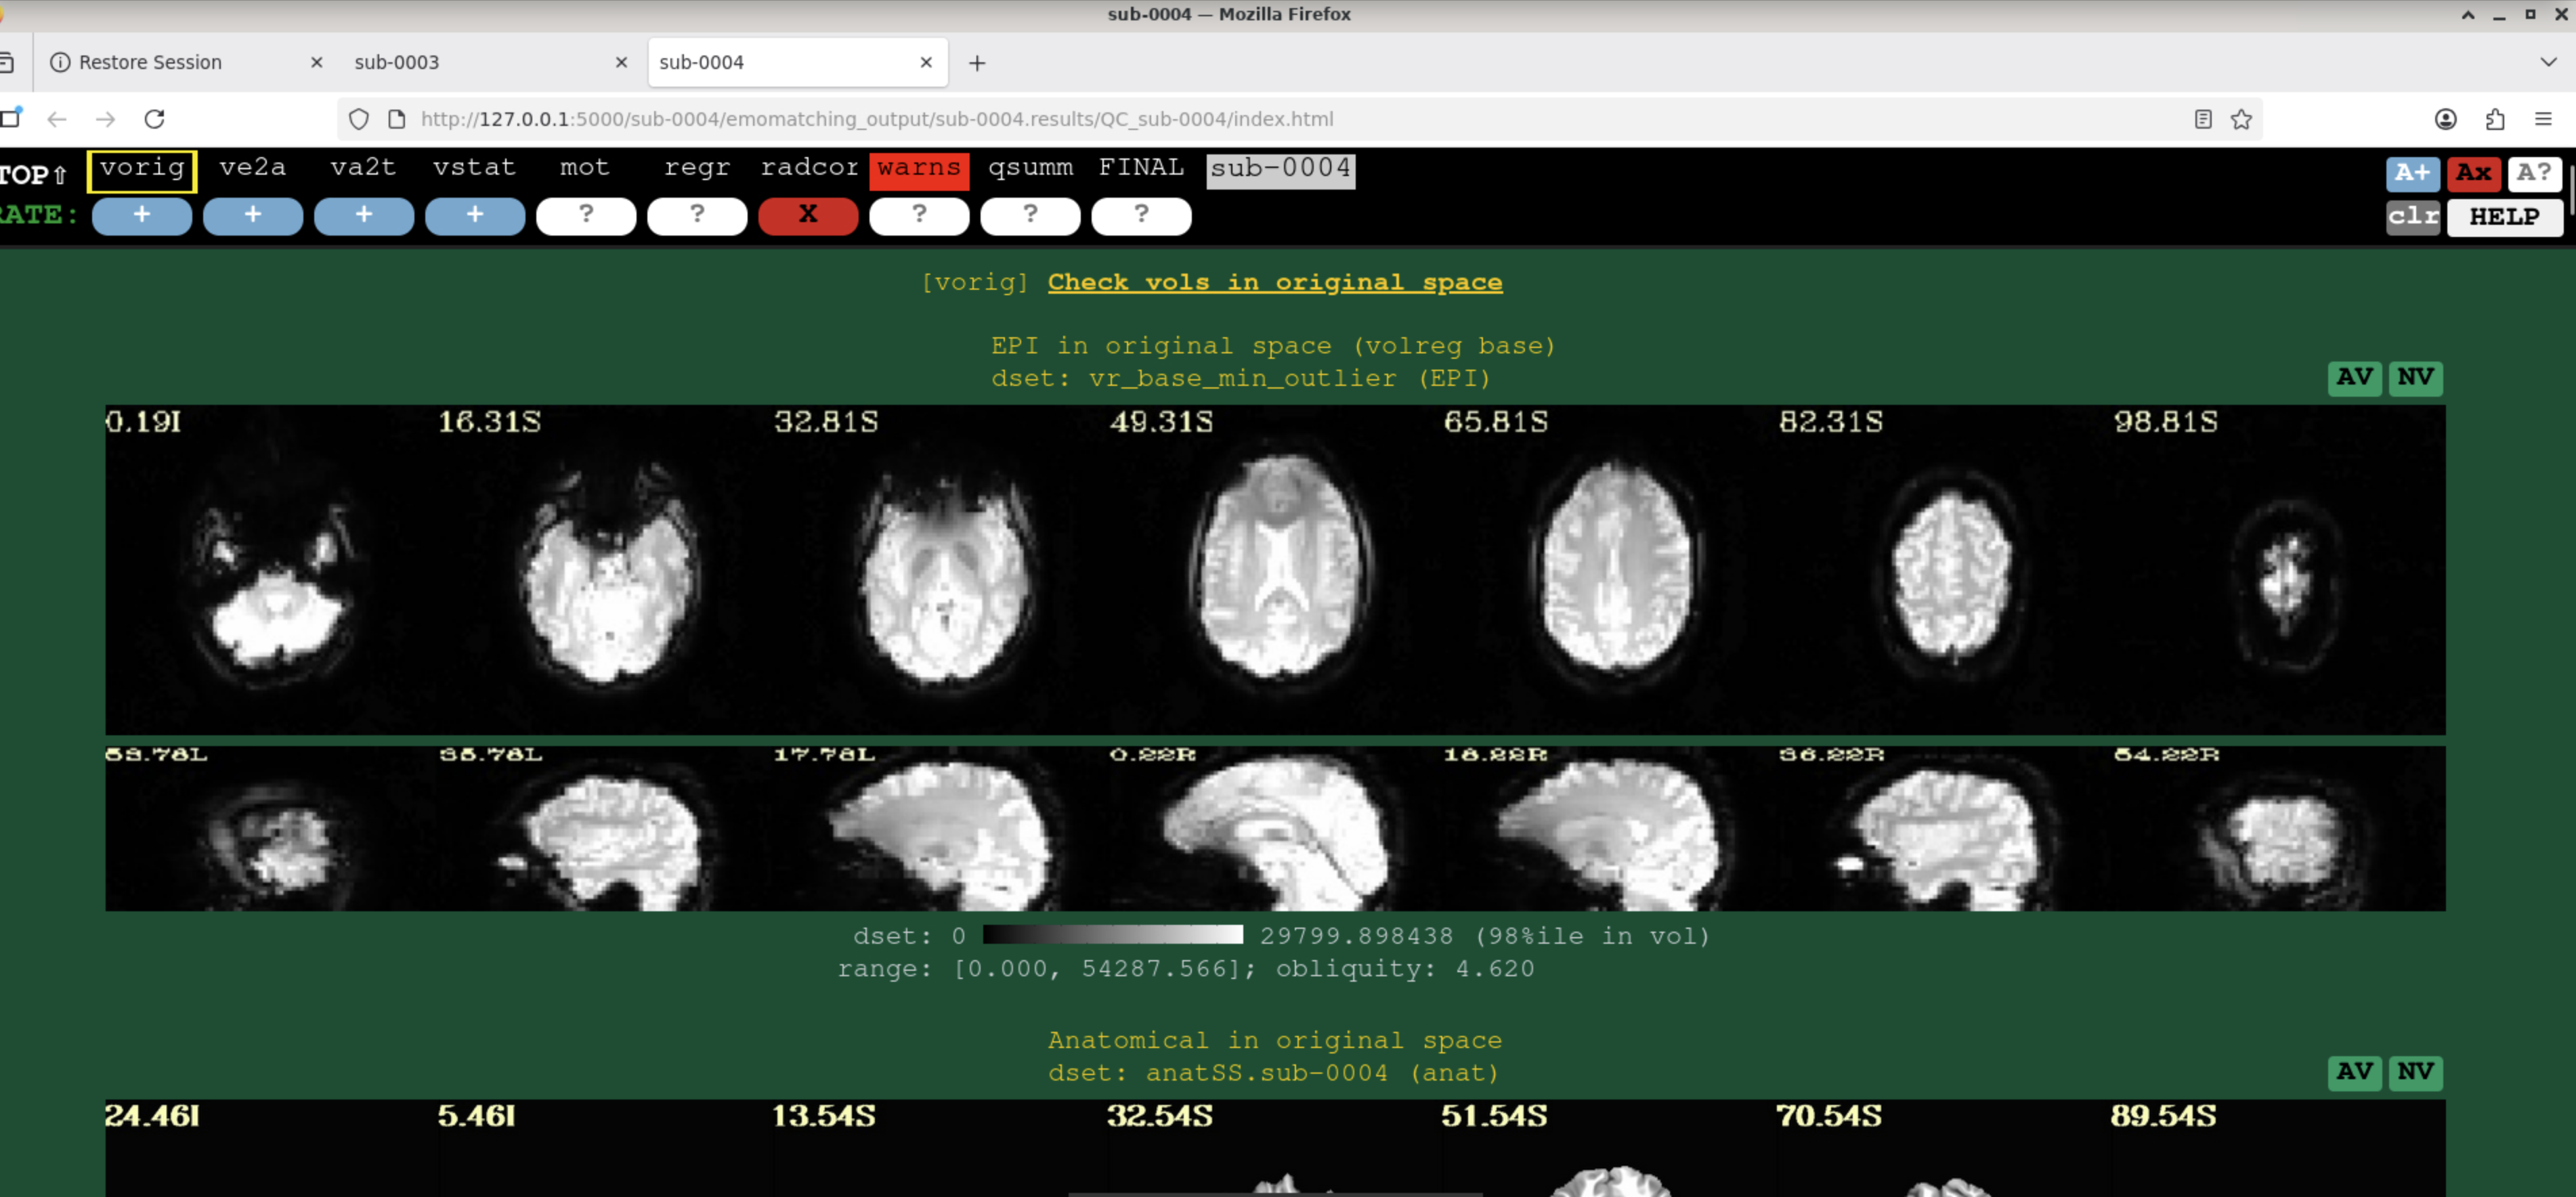 sub-0004 — Mozilla Firefox
Restore Session
sub-0003
sub-0004
http://127.0.0.1:5000/sub-0004/emomatching_output/sub-0004.results/QC_sub-0004/index.html
TOP⇧ vorig ve2a va2t vstat mot regr radcor warns qsumm FINAL sub-0004 A+ Ax A?
RATE: + + + + ? ? X ? ? ? clr HELP
[vorig] Check vols in original space
EPI in original space (volreg base)
dset: vr_base_min_outlier (EPI)
AV NV
0.19I 16.31S 32.81S 49.31S 65.81S 82.31S 98.81S
53.78L 35.78L 17.78L 0.22R 18.22R 36.22R 54.22R
dset: 0 29799.898438 (98%ile in vol)
range: [0.000, 54287.566]; obliquity: 4.620
Anatomical in original space
dset: anatSS.sub-0004 (anat)
AV NV
24.46I 5.46I 13.54S 32.54S 51.54S 70.54S 89.54S